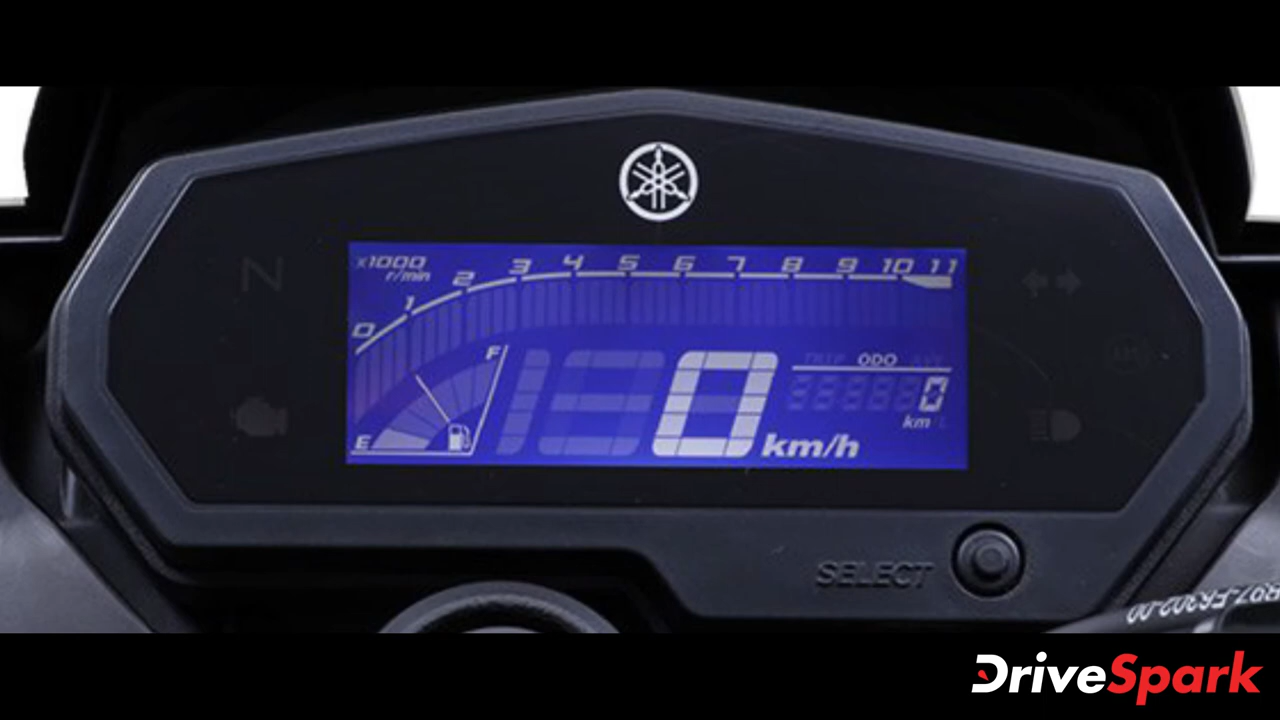 N
x1000
r/min
0 1 2 3 4 5 6 7 8 9 10 11
F
E
0 km/h
TRIP ODO AVE
0
km/L
SELECT
DriveSpark